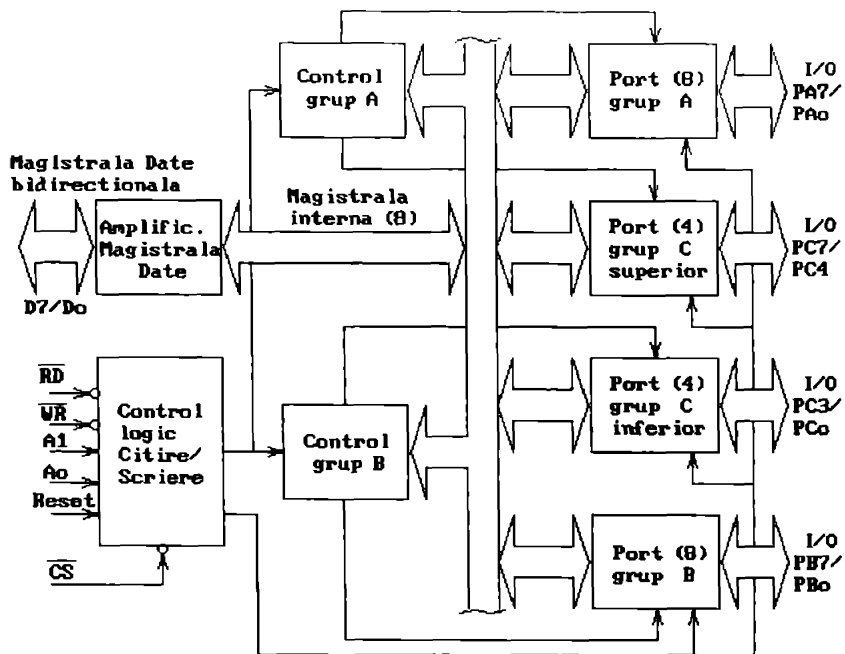 Control
grup A
Port (8)
grup A
I/O
PA7/
PAo
Magistrala Date
bidirectionala
Amplific.
Magistrala
Date
D7/Do
Magistrala
interna (8)
Port (4)
grup C
superior
I/O
PC7/
PC4
RD
WR
A1
Ao
Reset
CS
Control
logic
Citire/
Scriere
Control
grup B
Port (4)
grup C
inferior
I/O
PC3/
PCo
Port (8)
grup B
I/O
PB7/
PBo